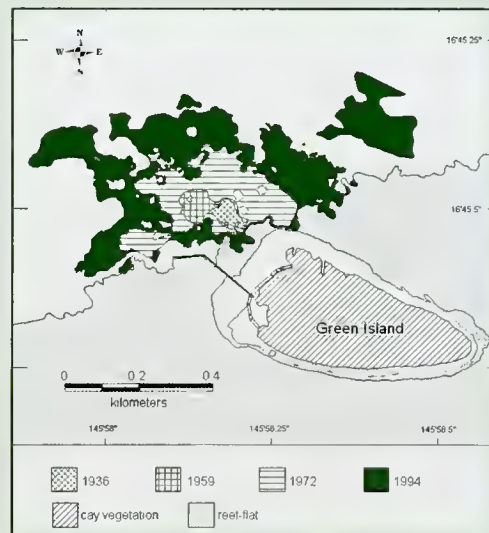 N
W E
S
16'45.25"
16'45.5"
Green Island
0 0.2 0.4
kilometers
145'58" 145'58.25" 145'58.5"
1936 1959 1972 1994
cay vegetation reef-flat